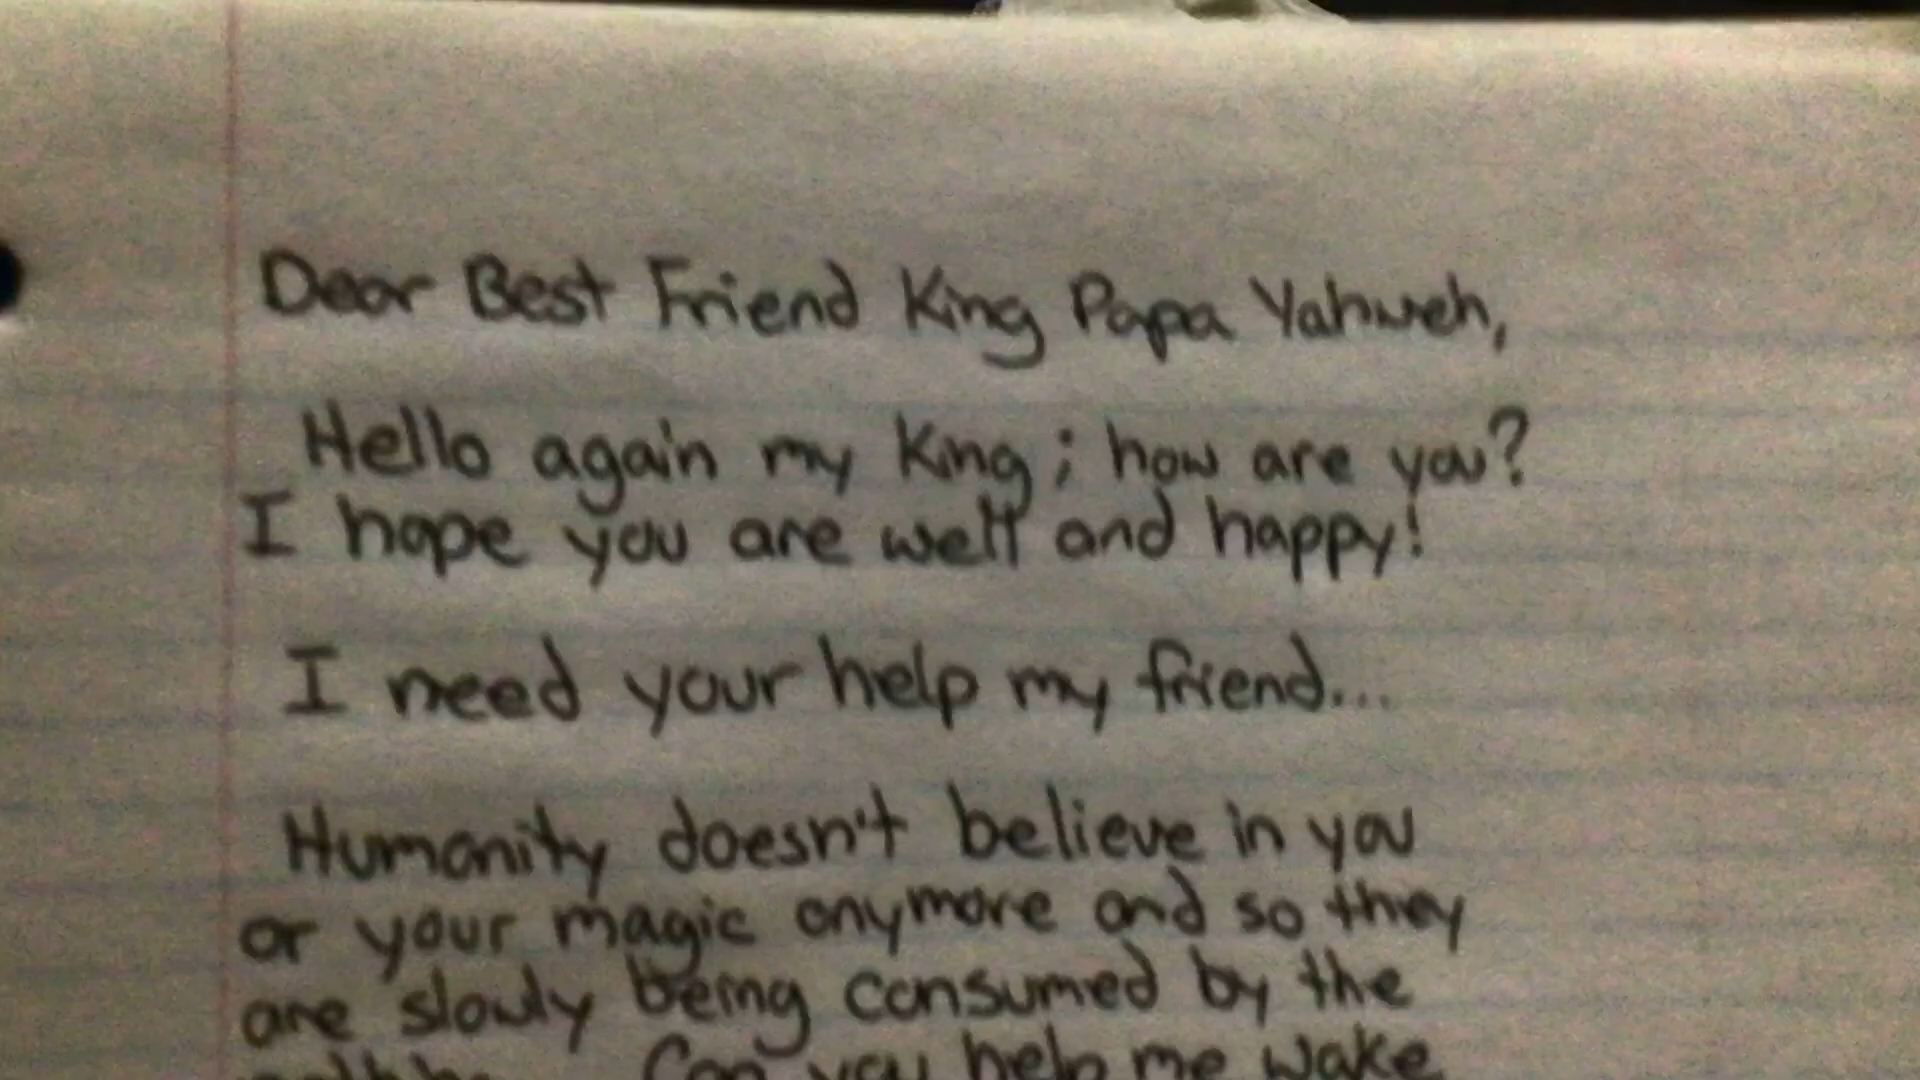 Dear Best Friend King Papa Yahweh,
Hello again my King; how are you?
I hope you are well and happy!
I need your help my friend...
Humanity doesn't believe in you
or your magic anymore and so they
are slowly being consumed by the
Can you help me wake